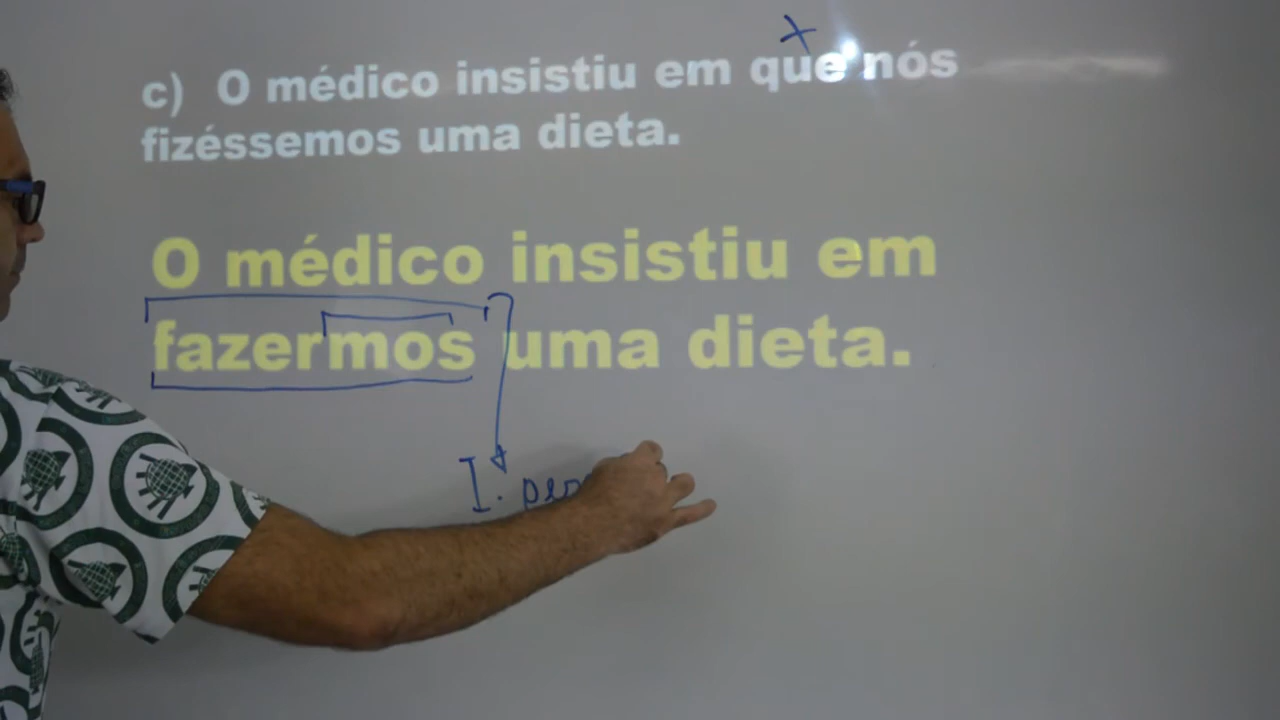 c) O médico insistiu em que nós
fizéssemos uma dieta.
O médico insistiu em
fazermos uma dieta.
I.